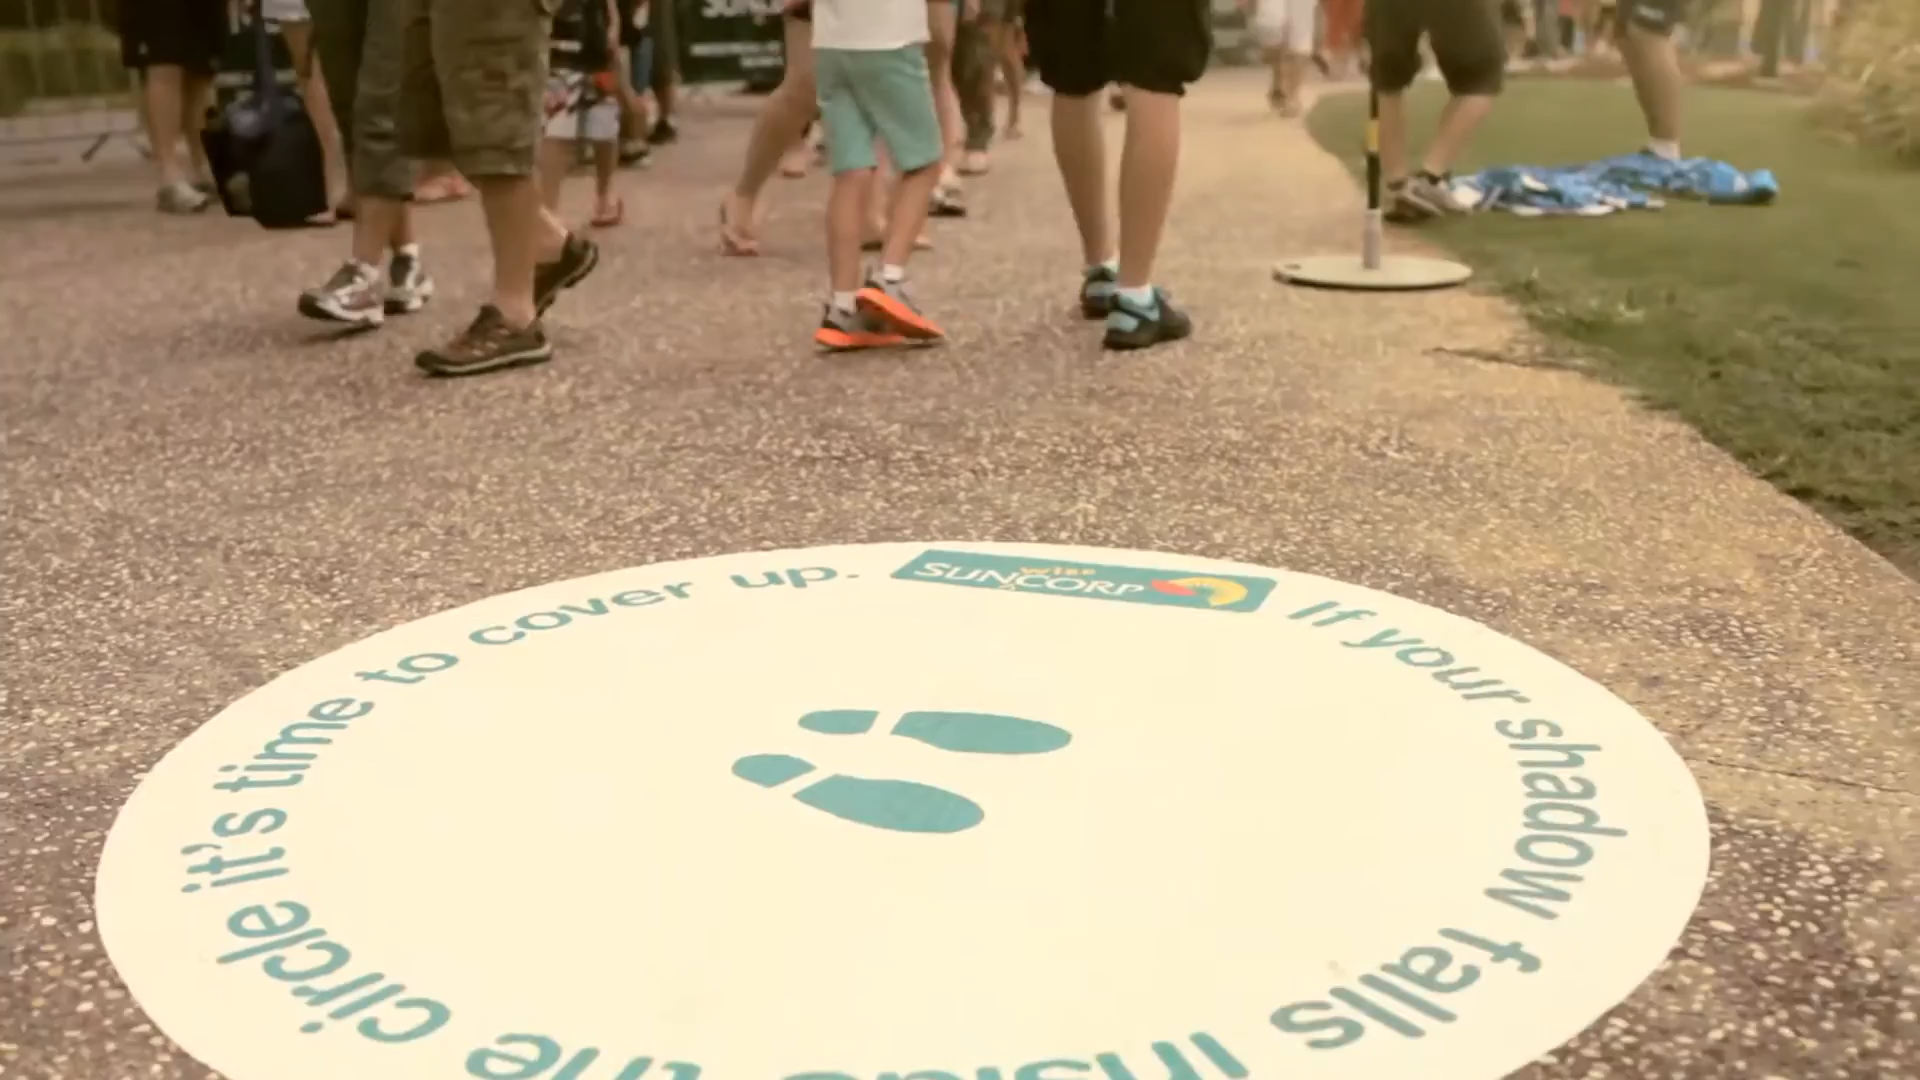 wise
SUNCORP
If your shadow falls inside the circle it's time to cover up.